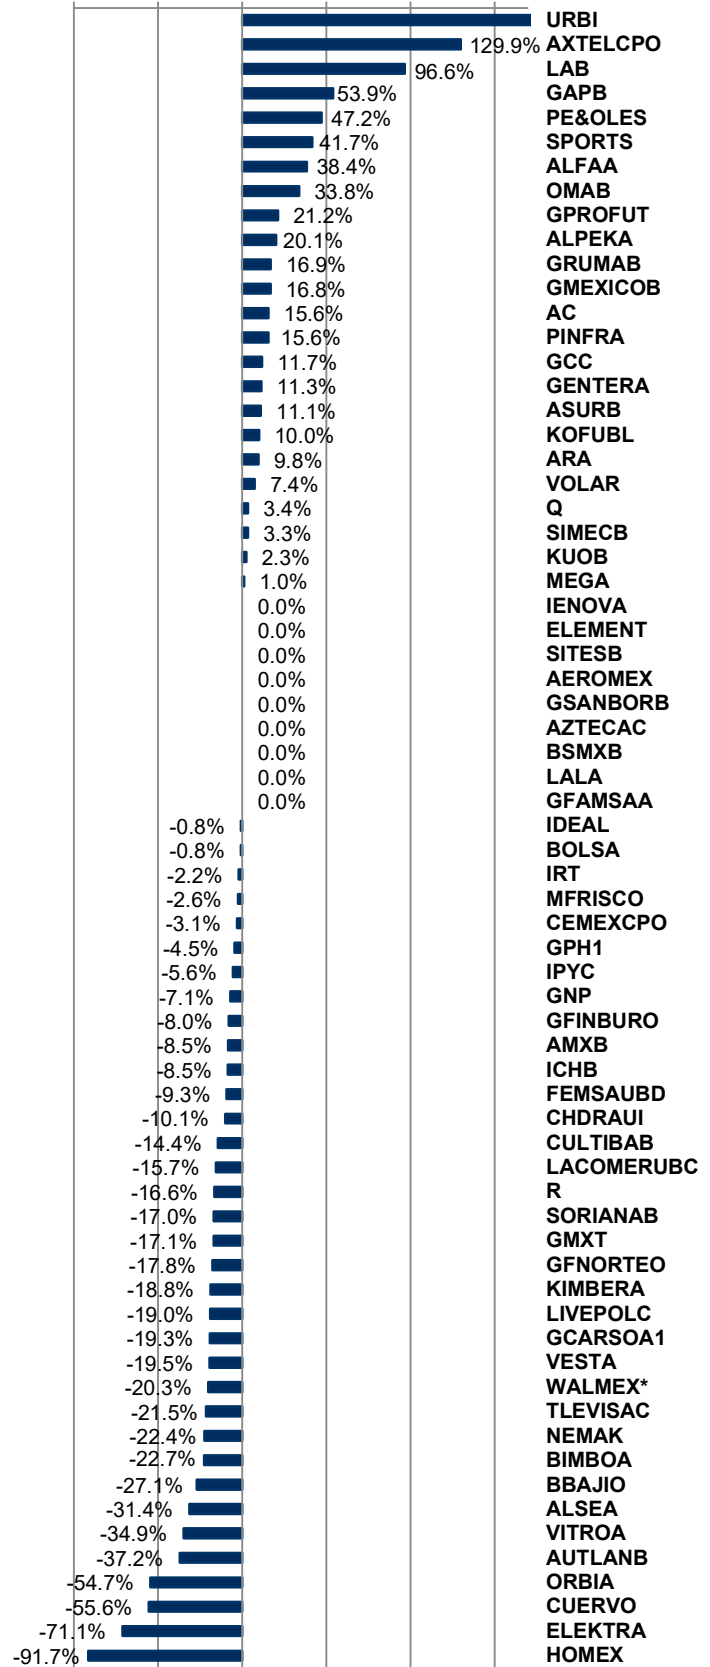 URBI
129.9% AXTELCPO
96.6% LAB
53.9% GAPB
47.2% PE&OLES
41.7% SPORTS
38.4% ALFAA
33.8% OMAB
21.2% GPROFUT
20.1% ALPEKA
16.9% GRUMAB
16.8% GMEXICOB
15.6% AC
15.6% PINFRA
11.7% GCC
11.3% GENTERA
11.1% ASURB
10.0% KOFUBL
9.8% ARA
7.4% VOLAR
3.4% Q
3.3% SIMECB
2.3% KUOB
1.0% MEGA
0.0% IENOVA
0.0% ELEMENT
0.0% SITESB
0.0% AEROMEX
0.0% GSANBORB
0.0% AZTECAC
0.0% BSMXB
0.0% LALA
0.0% GFAMSAA
-0.8% IDEAL
-0.8% BOLSA
-2.2% IRT
-2.6% MFRISCO
-3.1% CEMEXCPO
-4.5% GPH1
-5.6% IPYC
-7.1% GNP
-8.0% GFINBURO
-8.5% AMXB
-8.5% ICHB
-9.3% FEMSAUBD
-10.1% CHDRAUI
-14.4% CULTIBAB
-15.7% LACOMERUBC
-16.6% R
-17.0% SORIANAB
-17.1% GMXT
-17.8% GFNORTEO
-18.8% KIMBERA
-19.0% LIVEPOLC
-19.3% GCARSOA1
-19.5% VESTA
-20.3% WALMEX*
-21.5% TLEVISAC
-22.4% NEMAK
-22.7% BIMBOA
-27.1% BBAJIO
-31.4% ALSEA
-34.9% VITROA
-37.2% AUTLANB
-54.7% ORBIA
-55.6% CUERVO
-71.1% ELEKTRA
-91.7% HOMEX